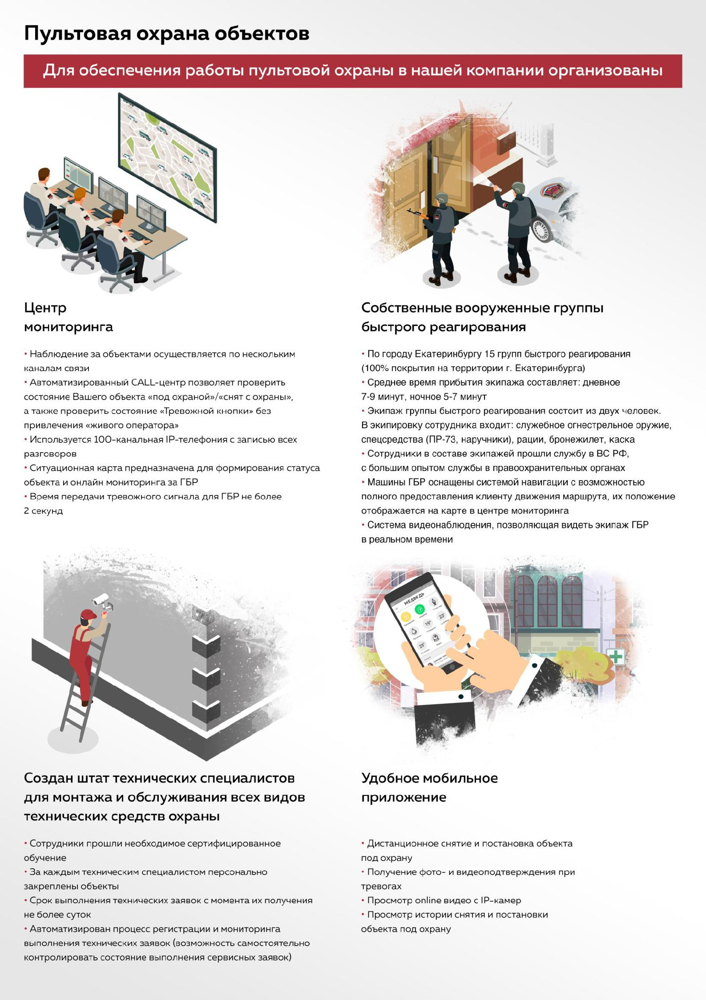 Пультовая охрана объектов
Для обеспечения работы пультовой охраны в нашей компании организованы
Центр
мониторинга
• Наблюдение за объектами осуществляется по нескольким
каналам связи
• Автоматизированный CALL-центр позволяет проверить
состояние Вашего объекта «под охраной»/«снят с охраны»,
а также проверить состояние «Тревожной кнопки» без
привлечения «живого оператора»
• Используется 100-канальная IP-телефония с записью всех
разговоров
• Ситуационная карта предназначена для формирования статуса
объекта и онлайн мониторинга за ГБР
• Время передачи тревожного сигнала для ГБР не более
2 секунд
Собственные вооруженные группы
быстрого реагирования
• По городу Екатеринбургу 15 групп быстрого реагирования
(100% покрытия на территории г. Екатеринбурга)
• Среднее время прибытия экипажа составляет: дневное
7-9 минут, ночное 5-7 минут
• Экипаж группы быстрого реагирования состоит из двух человек.
В экипировку сотрудника входит: служебное огнестрельное оружие,
спецсредства (ПР-73, наручники), рации, бронежилет, каска
• Сотрудники в составе экипажей прошли службу в ВС РФ,
с большим опытом службы в правоохранительных органах
• Машины ГБР оснащены системой навигации с возможностью
полного предоставления клиенту движения маршрута, их положение
отображается на карте в центре мониторинга
• Система видеонаблюдения, позволяющая видеть экипаж ГБР
в реальном времени
МЕДВЕДЬ
19°
23°
25°
Создан штат технических специалистов
для монтажа и обслуживания всех видов
технических средств охраны
• Сотрудники прошли необходимое сертифицированное
обучение
• За каждым техническим специалистом персонально
закреплены объекты
• Срок выполнения технических заявок с момента их получения
не более суток
• Автоматизирован процесс регистрации и мониторинга
выполнения технических заявок (возможность самостоятельно
контролировать состояние выполнения сервисных заявок)
Удобное мобильное
приложение
• Дистанционное снятие и постановка объекта
под охрану
• Получение фото- и видеоподтверждения при
тревогах
• Просмотр online видео с IP-камер
• Просмотр истории снятия и постановки
объекта под охрану